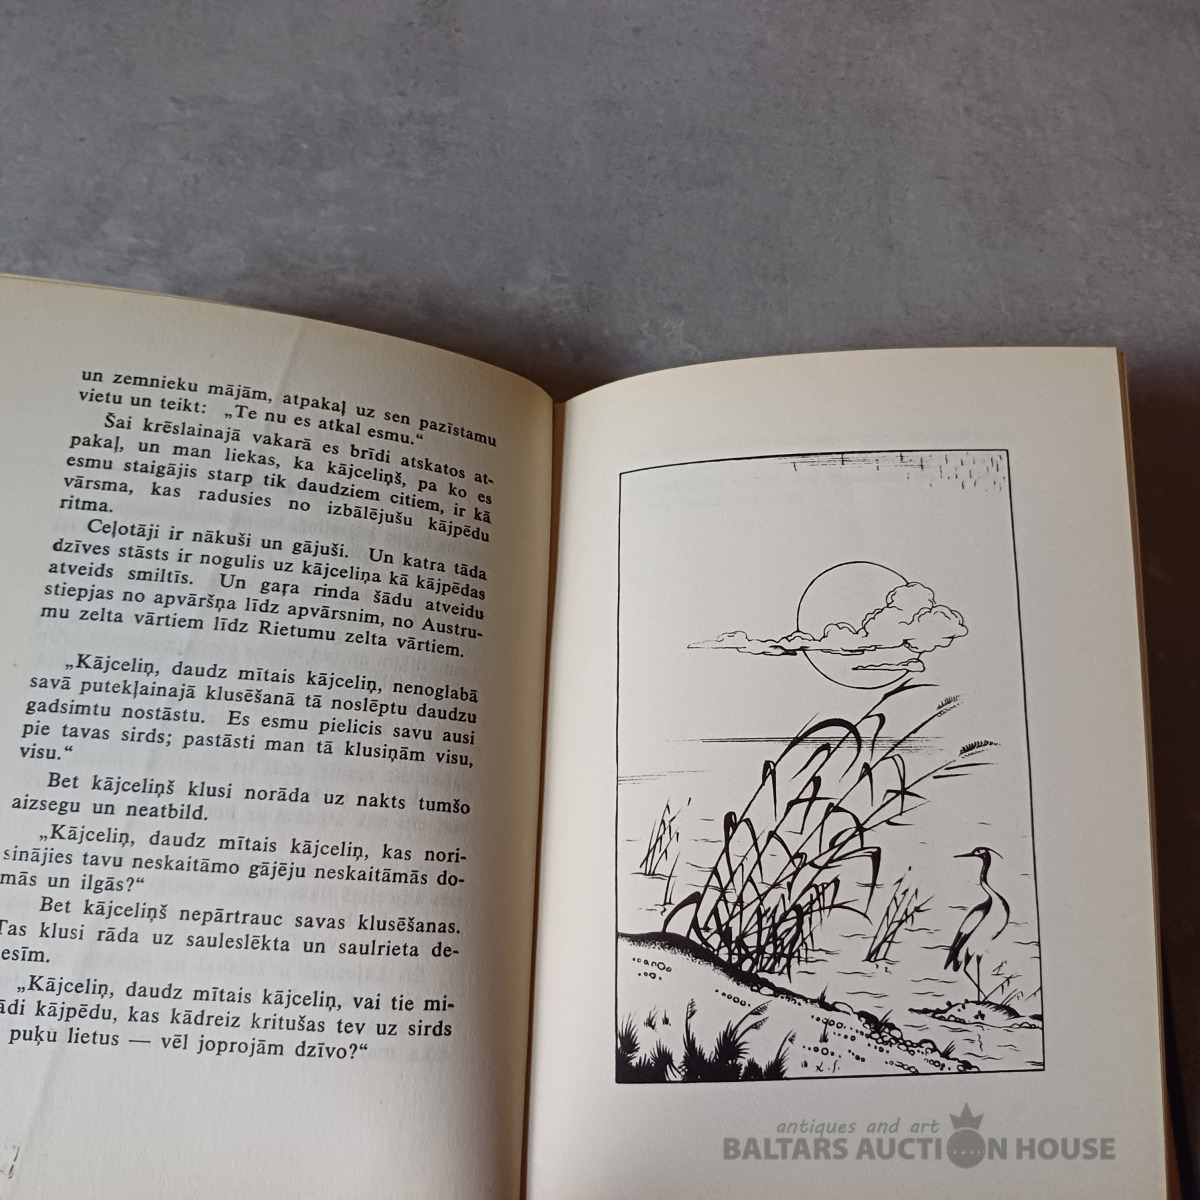 un zemnieku mājām, atpakaļ uz sen pazīstamu
vietu un teikt: „Te nu es atkal esmu.“
Šai krēslainajā vakarā es brīdi atskatos at-
pakaļ, un man liekas, ka kājceliņš, pa ko es
esmu staigājis starp tik daudziem citiem, ir kā
vārsma, kas radusies no izbālējušu kājpēdu
ritma.
Ceļotāji ir nākuši un gājuši. Un katra tāda
dzīves stāsts ir nogulis uz kājceliņa kā kājpēdas
atveids smiltīs. Un gaŗa rinda šādu atveidu
stiepjas no apvāršņa līdz apvārsnim, no Austru-
mu zelta vārtiem līdz Rietumu zelta vārtiem.
„Kājceliņ, daudz mītais kājceliņ, nenoglabā
savā putekļainajā klusēšanā tā noslēptu daudzu
gadsimtu nostāstu. Es esmu pielicis savu ausi
pie tavas sirds; pastāsti man tā klusiņām visu,
visu.“
Bet kājceliņš klusi norāda uz nakts tumšo
aizsegu un neatbild.
„Kājceliņ, daudz mītais kājceliņ, kas nori-
sinājies tavu neskaitāmo gājēju neskaitāmās do-
mās un ilgās?“
Bet kājceliņš nepārtrauc savas klusēšanas.
Tas klusi rāda uz sauleslēkta un saulrieta de-
esīm.
„Kājceliņ, daudz mītais kājceliņ, vai tie mi-
ādi kājpēdu, kas kādreiz kritušas tev uz sirds
puķu lietus — vēl joprojām dzīvo?“
antiques and art
BALTARS AUCTION HOUSE